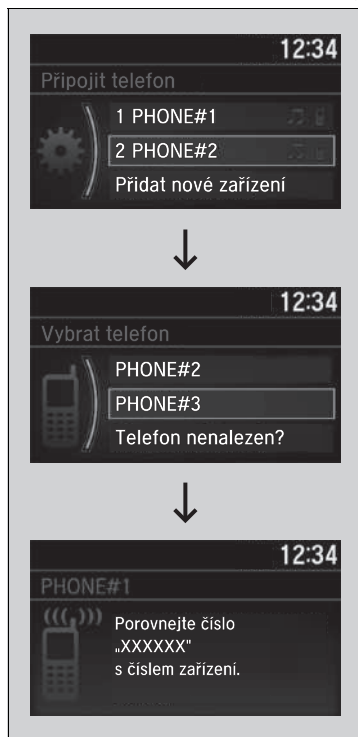 12:34
Připojit telefon
1 PHONE#1
2 PHONE#2
Přidat nové zařízení
12:34
Vybrat telefon
PHONE#2
PHONE#3
Telefon nenalezen?
12:34
PHONE#1
Porovnejte číslo
„XXXXXX"
s číslem zařízení.